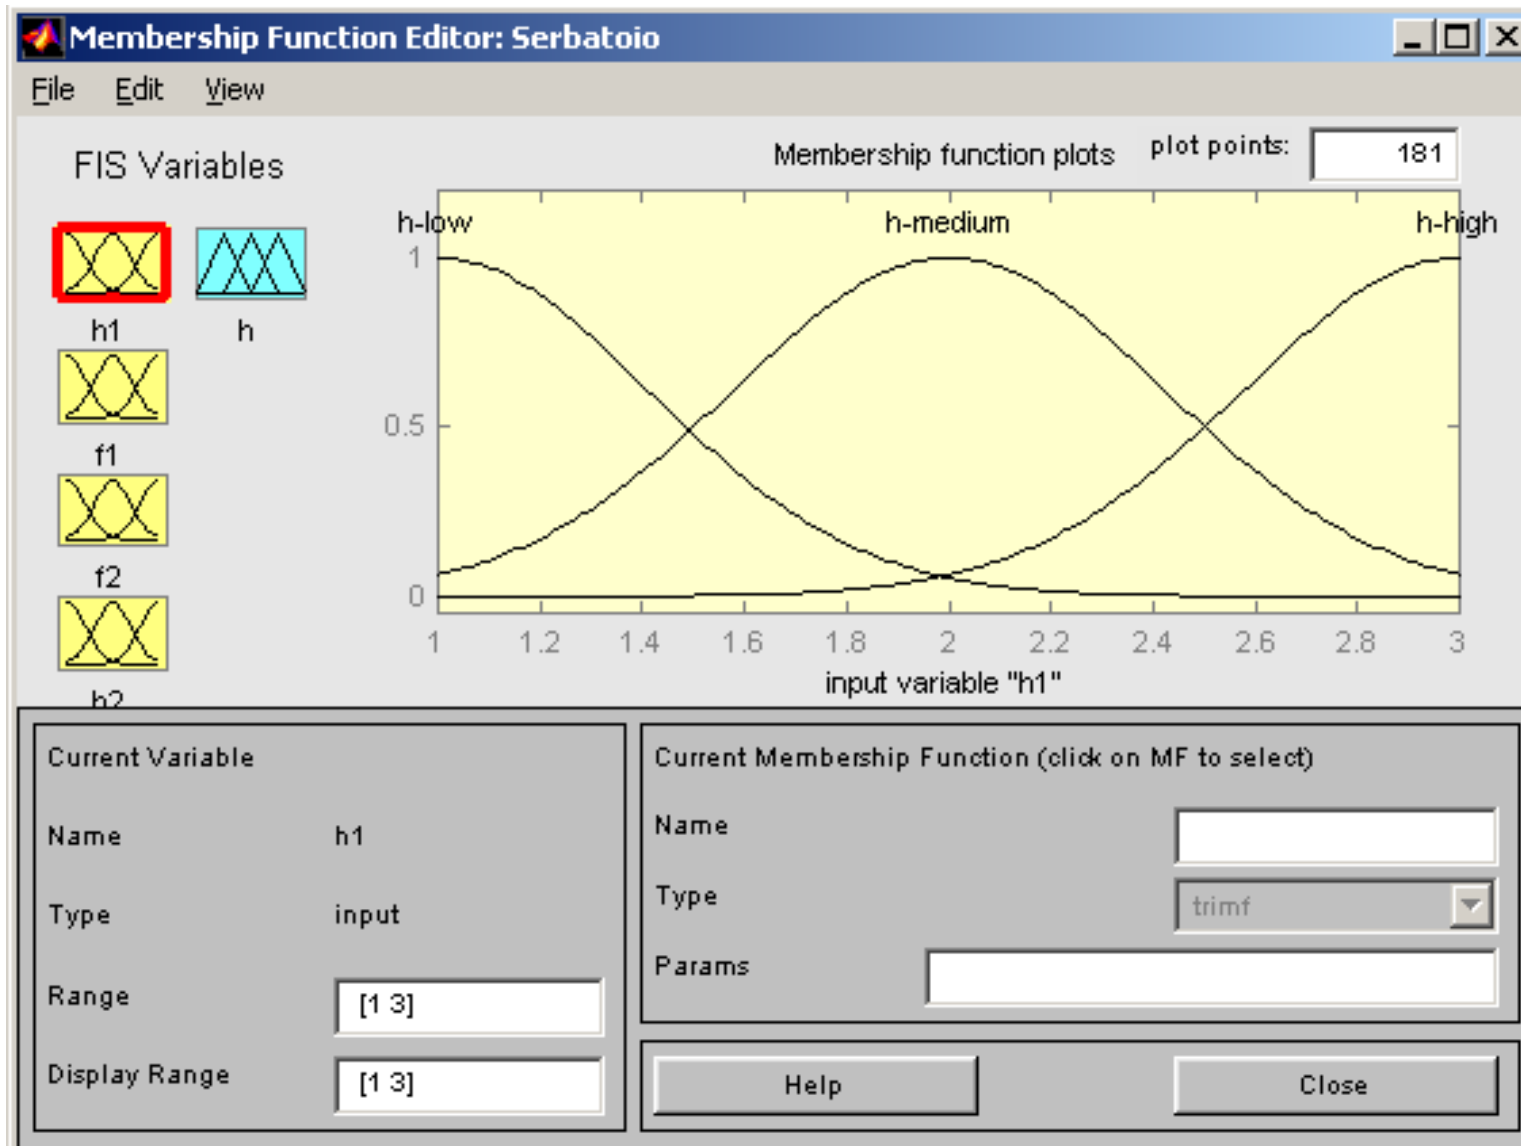 Membership Function Editor: Serbatoio
File Edit View
FIS Variables
Membership function plots plot points: 181
h1 h
f1
f2
h2
h-low h-medium h-high
1
0.5
0
1 1.2 1.4 1.6 1.8 2 2.2 2.4 2.6 2.8 3
input variable "h1"
Current Variable
Name h1
Type input
Range [1 3]
Display Range [1 3]
Current Membership Function (click on MF to select)
Name
Type trimf
Params
Help Close